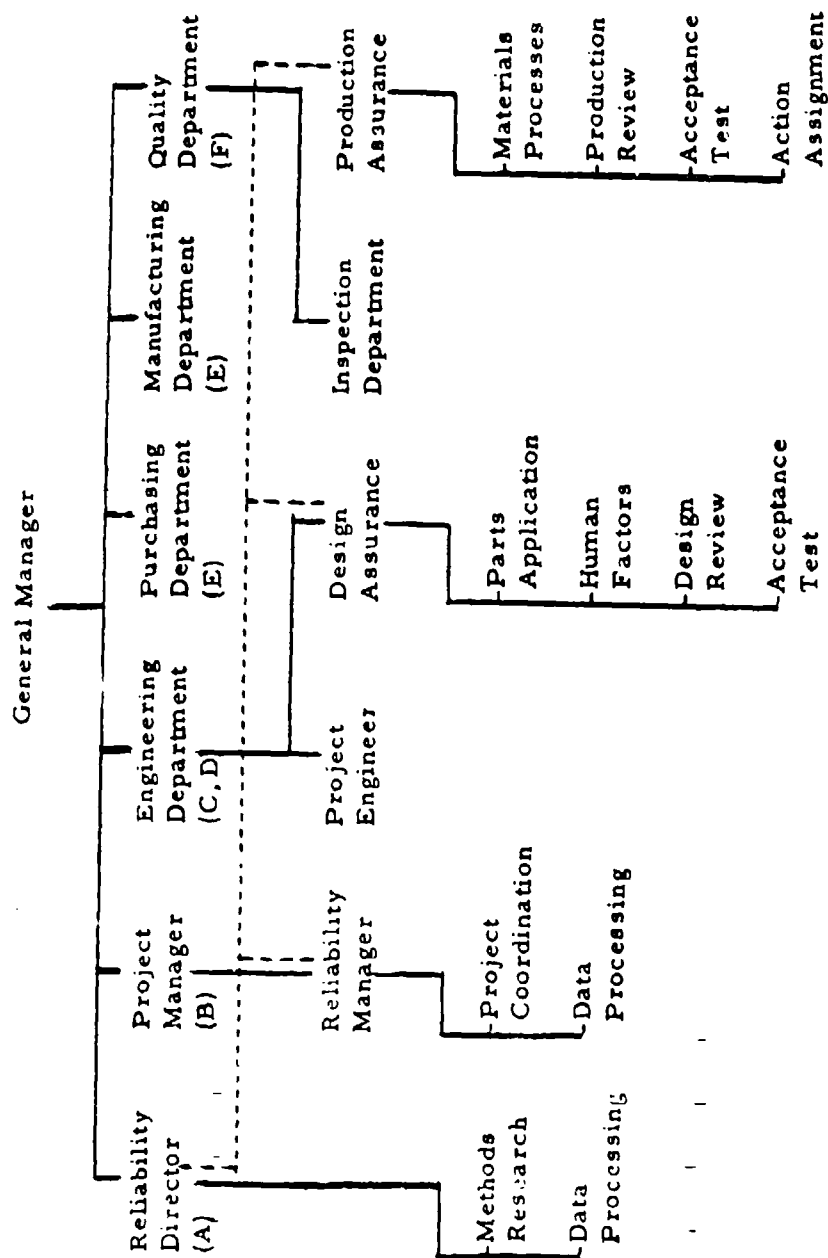 General Manager
Reliability
Director
(A)
Project
Manager
(B)
Engineering
Department
(C, D)
Purchasing
Department
(E)
Manufacturing
Department
(E)
Quality
Department
(F)
Reliability
Manager
Project
Engineer
Design
Assurance
Inspection
Department
Production
Assurance
Methods
Research
Data
Processing
Project
Coordination
Data
Processing
Parts
Application
Human
Factors
Design
Review
Acceptance
Test
Materials
Processes
Production
Review
Acceptance
Test
Action
Assignment